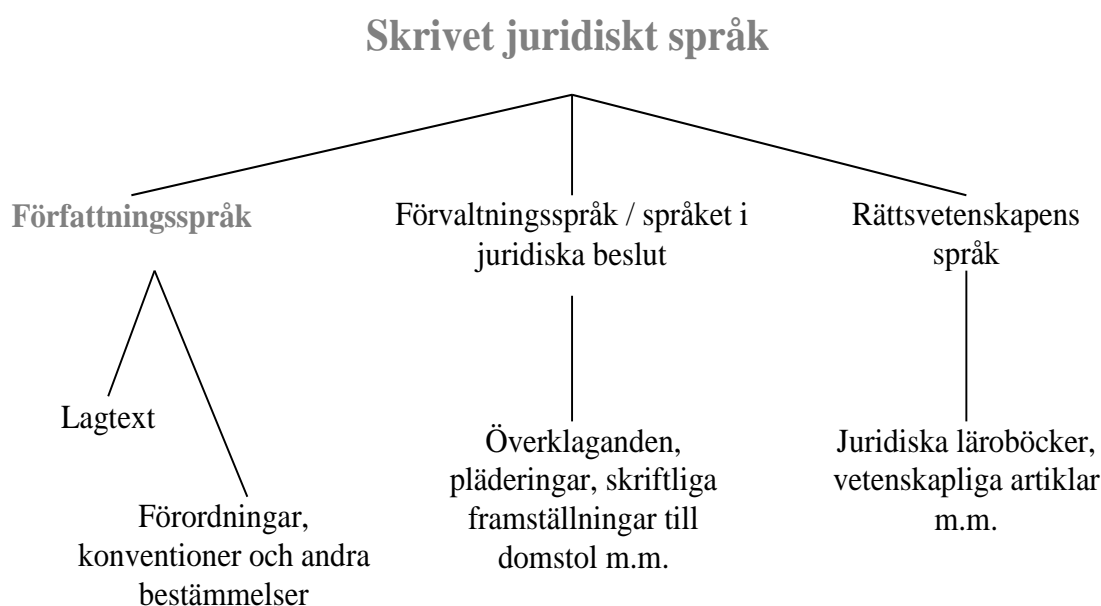 Skrivet juridiskt språk
Författningsspråk
Förvaltningsspråk / språket i
juridiska beslut
Rättsvetenskapens
språk
Lagtext
Förordningar,
konventioner och andra
bestämmelser
Överklaganden,
pläderingar, skriftliga
framställningar till
domstol m.m.
Juridiska läroböcker,
vetenskapliga artiklar
m.m.